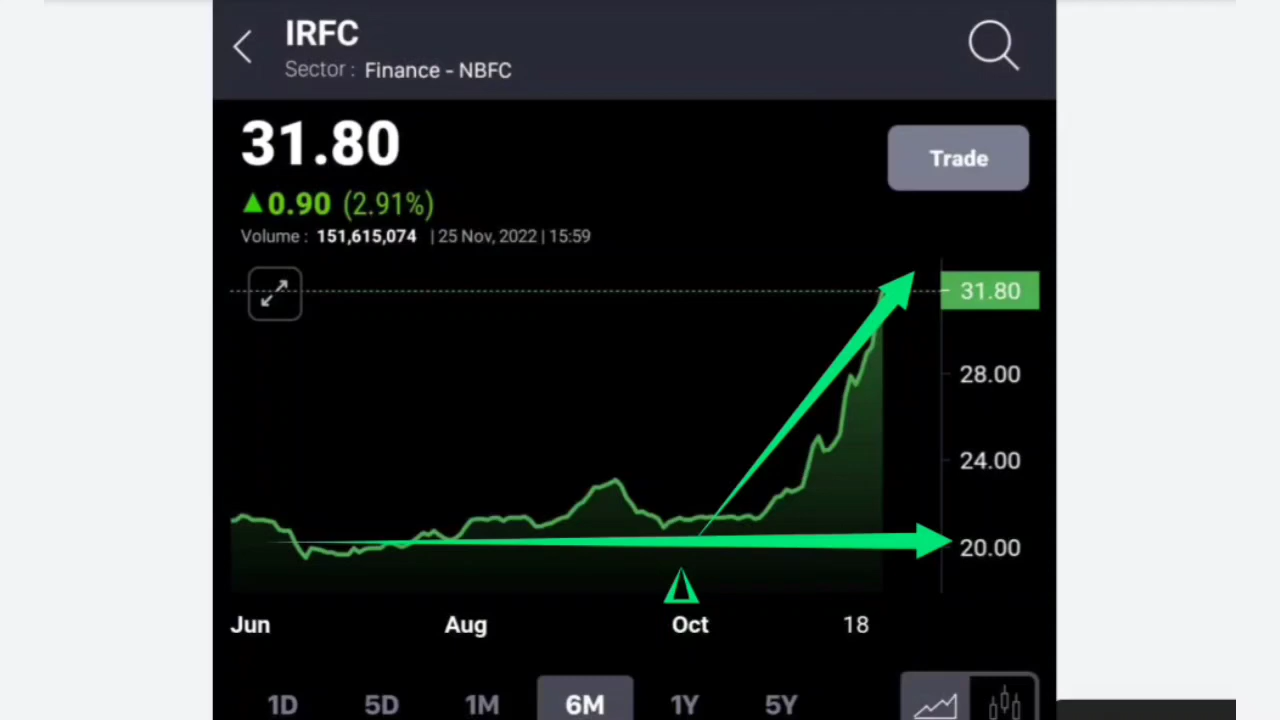 IRFC
Sector : Finance - NBFC
31.80
Trade
▲0.90 (2.91%)
Volume : 151,615,074 | 25 Nov, 2022 | 15:59
31.80
28.00
24.00
20.00
Jun Aug Oct 18
1D 5D 1M 6M 1Y 5Y